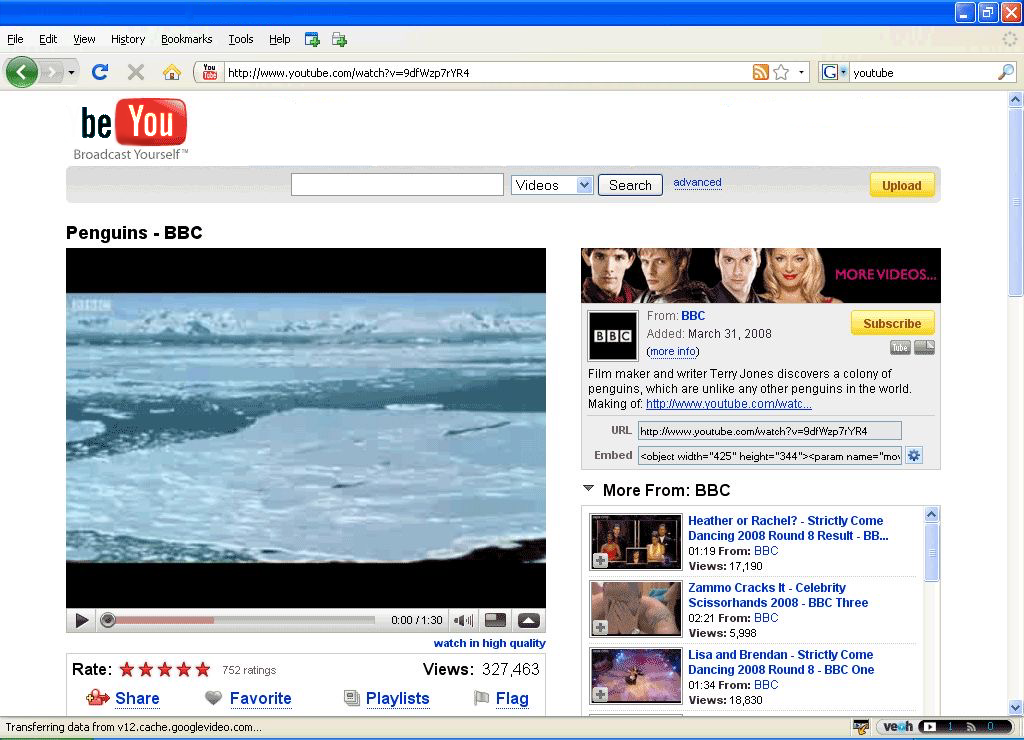 File Edit View History Bookmarks Tools Help
You Tube http://www.youtube.com/watch?v=9dfWzp7rYR4 G youtube
be You
Broadcast Yourself™
Videos Search advanced Upload
Penguins - BBC
BBC
MORE VIDEOS...
BBC
From: BBC
Added: March 31, 2008
(more info)
Subscribe
Tube
Film maker and writer Terry Jones discovers a colony of
penguins, which are unlike any other penguins in the world.
Making of: http://www.youtube.com/watc...
URL http://www.youtube.com/watch?v=9dfWzp7rYR4
Embed <object width="425" height="344"><param name="mov
More From: BBC
Heather or Rachel? - Strictly Come
Dancing 2008 Round 8 Result - BB...
01:19 From: BBC
Views: 17,190
Zammo Cracks It - Celebrity
Scissorhands 2008 - BBC Three
02:21 From: BBC
Views: 5,998
Lisa and Brendan - Strictly Come
Dancing 2008 Round 8 - BBC One
01:34 From: BBC
Views: 18,830
0:00 / 1:30
watch in high quality
Rate: 752 ratings Views: 327,463
Share Favorite Playlists Flag
Transferring data from v12.cache.googlevideo.com... veoh 1 0